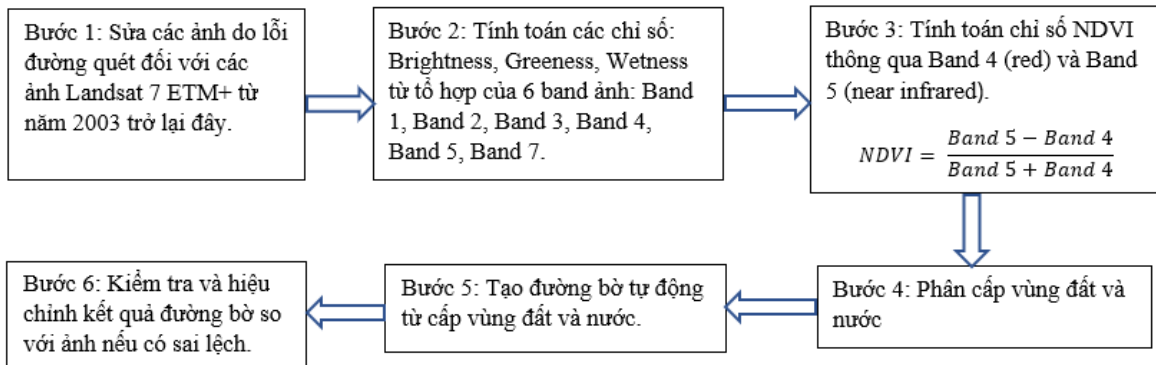 Bước 1: Sửa các ảnh do lỗi
đường quét đối với các
ảnh Landsat 7 ETM+ từ
năm 2003 trở lại đây.
Bước 2: Tính toán các chỉ số:
Brightness, Greeness, Wetness
từ tổ hợp của 6 band ảnh: Band
1, Band 2, Band 3, Band 4,
Band 5, Band 7.
Bước 3: Tính toán chỉ số NDVI
thông qua Band 4 (red) và Band
5 (near infrared).
NDVI = (Band 5 − Band 4) / (Band 5 + Band 4)
Bước 4: Phân cấp vùng đất và
nước
Bước 5: Tạo đường bờ tự động
từ cấp vùng đất và nước.
Bước 6: Kiểm tra và hiệu
chỉnh kết quả đường bờ so
với ảnh nếu có sai lệch.